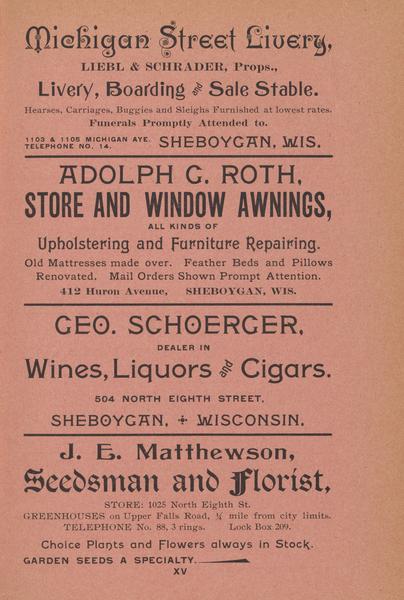 Michigan Street Livery,
LIEBL & SCHRADER, Props.,
Livery, Boarding and Sale Stable.
Hearses, Carriages, Buggies and Sleighs Furnished at lowest rates.
Funerals Promptly Attended to.
1103 & 1105 MICHIGAN AVE.
TELEPHONE NO. 14.
SHEBOYGAN, WIS.
ADOLPH G. ROTH,
STORE AND WINDOW AWNINGS,
ALL KINDS OF
Upholstering and Furniture Repairing.
Old Mattresses made over. Feather Beds and Pillows
Renovated. Mail Orders Shown Prompt Attention.
412 Huron Avenue, SHEBOYGAN, WIS.
GEO. SCHOERGER,
DEALER IN
Wines, Liquors and Cigars.
504 NORTH EIGHTH STREET,
SHEBOYGAN, + WISCONSIN.
J. E. Matthewson,
Seedsman and Florist,
STORE: 1025 North Eighth St.
GREENHOUSES on Upper Falls Road, ¼ mile from city limits.
TELEPHONE No. 88, 3 rings. Lock Box 209.
Choice Plants and Flowers always in Stock.
GARDEN SEEDS A SPECIALTY.
XV